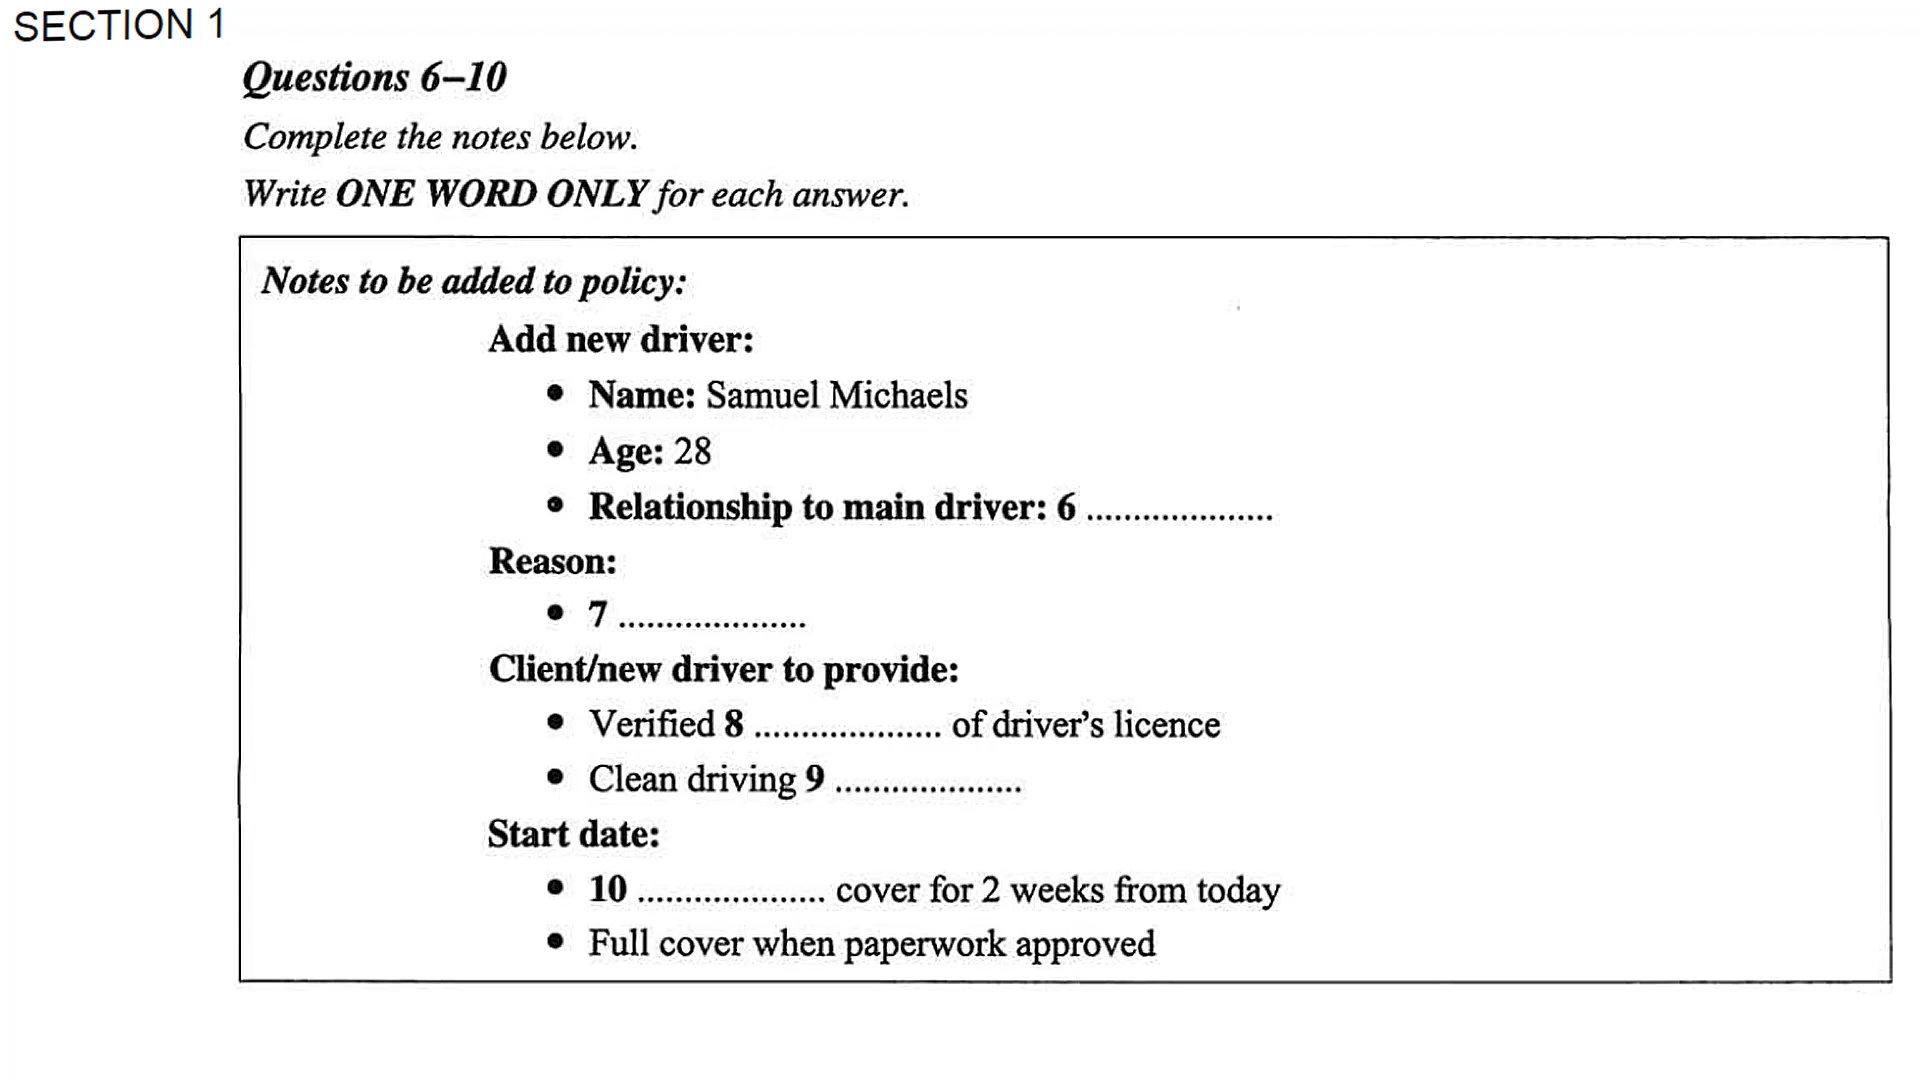 SECTION 1
Questions 6–10
Complete the notes below.
Write ONE WORD ONLY for each answer.
Notes to be added to policy:
Add new driver:
• Name: Samuel Michaels
• Age: 28
• Relationship to main driver: 6 ....................
Reason:
• 7 ....................
Client/new driver to provide:
• Verified 8 .................... of driver's licence
• Clean driving 9 ....................
Start date:
• 10 .................... cover for 2 weeks from today
• Full cover when paperwork approved